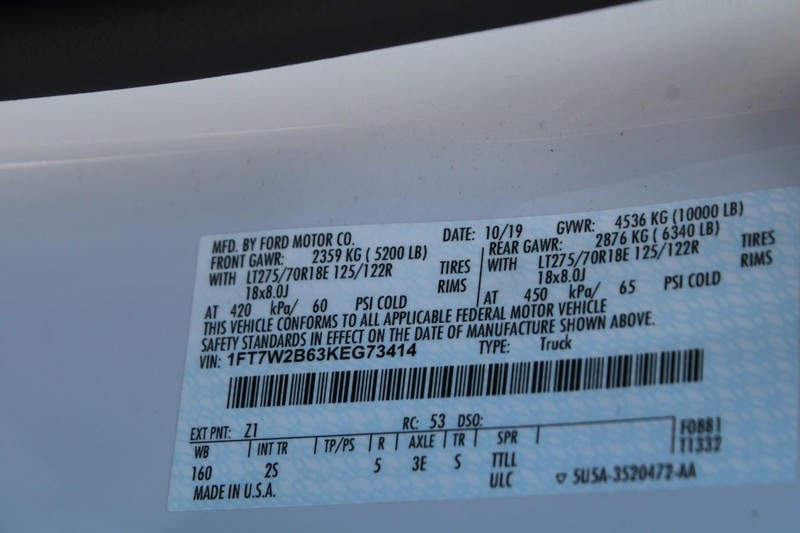 MFD. BY FORD MOTOR CO. DATE: 10/19 GVWR: 4536 KG (10000 LB)
FRONT GAWR: 2359 KG ( 5200 LB) REAR GAWR: 2876 KG ( 6340 LB)
WITH LT275/70R18E 125/122R TIRES WITH LT275/70R18E 125/122R TIRES
18x8.0J RIMS 18x8.0J RIMS
AT 420 kPa/ 60 PSI COLD AT 450 kPa/ 65 PSI COLD
THIS VEHICLE CONFORMS TO ALL APPLICABLE FEDERAL MOTOR VEHICLE
SAFETY STANDARDS IN EFFECT ON THE DATE OF MANUFACTURE SHOWN ABOVE.
VIN: 1FT7W2B63KEG73414 TYPE: Truck
EXT PNT: Z1 RC: 53 DSO: F0881
WB INT TR TP/PS R AXLE TR SPR T1332
160 2S 5 3E S TTLL
MADE IN U.S.A. ULC ▽ 5U5A-3520472-AA